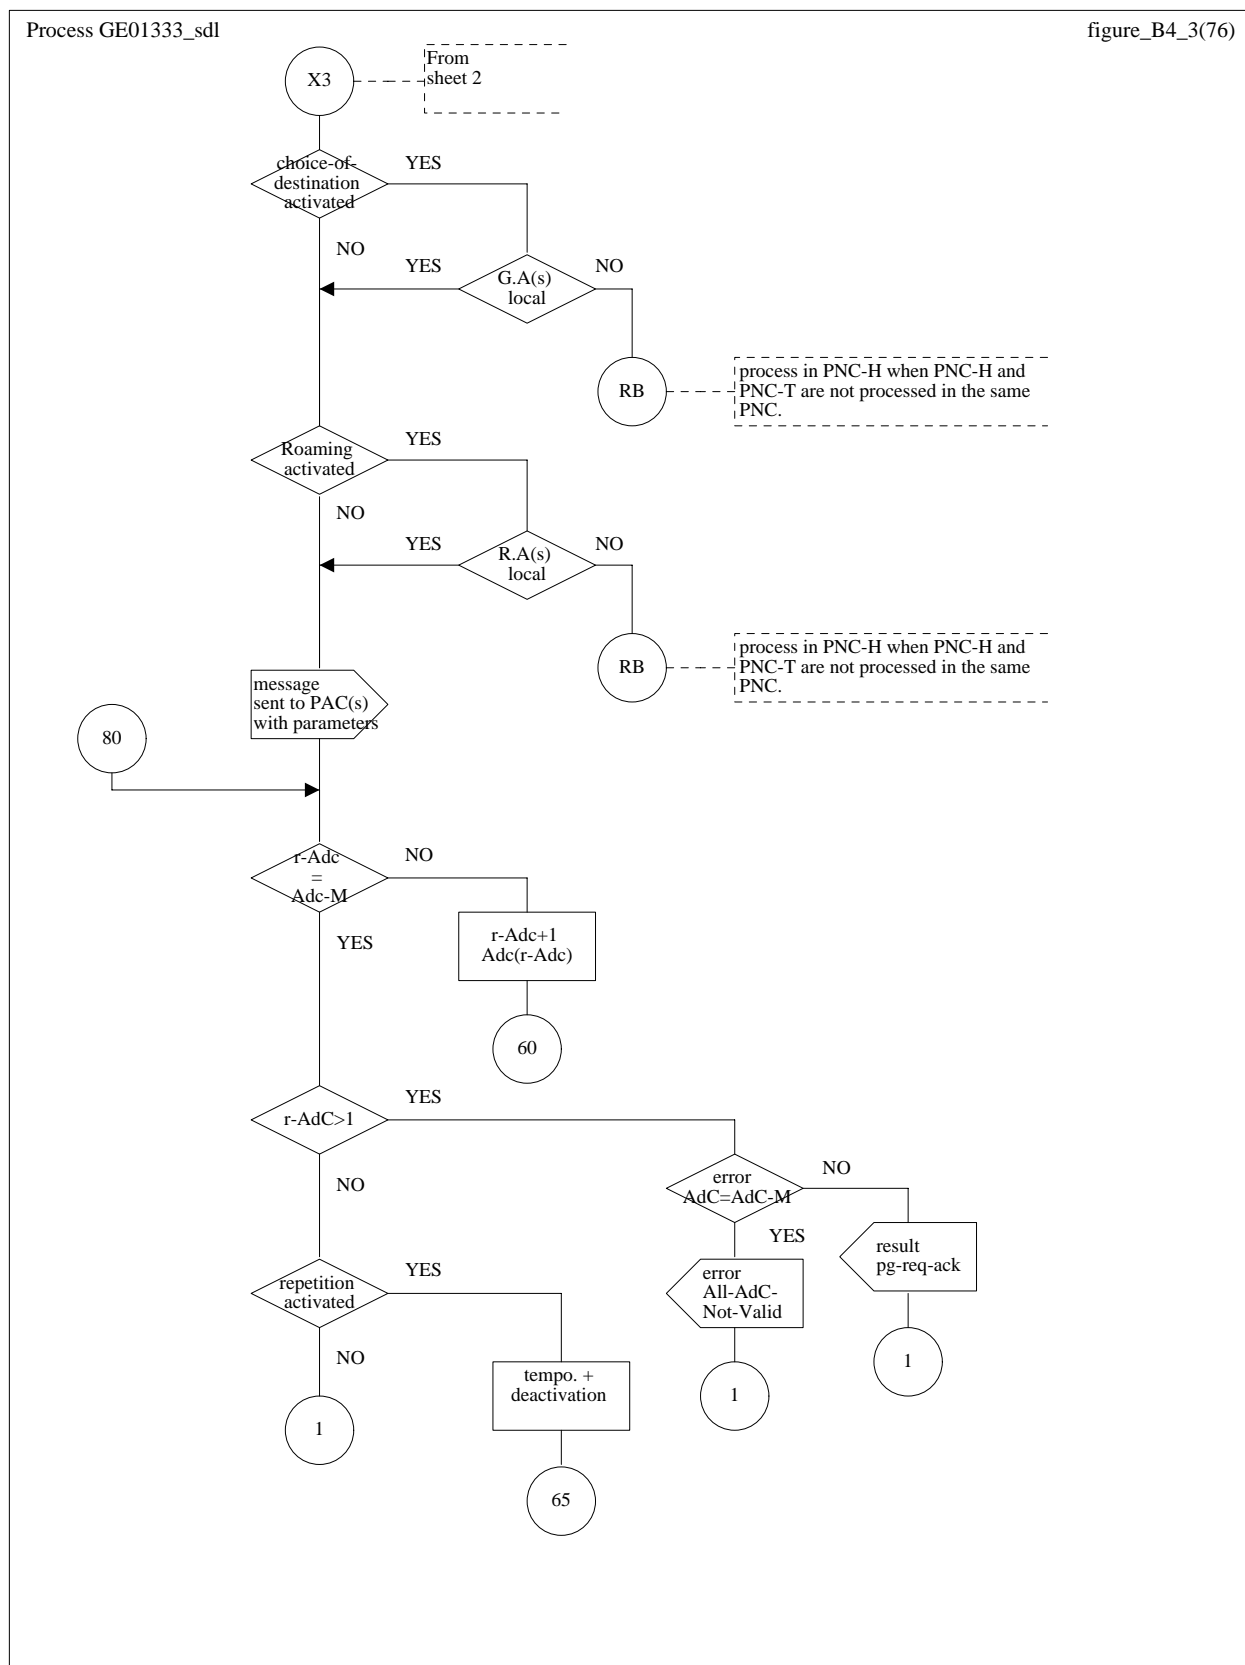 Process GE01333_sdl
figure_B4_3(76)
X3
From
sheet 2
choice-of-
destination
activated
YES
NO
YES
G.A(s)
local
NO
RB
process in PNC-H when PNC-H and
PNC-T are not processed in the same
PNC.
Roaming
activated
YES
NO
YES
R.A(s)
local
NO
RB
process in PNC-H when PNC-H and
PNC-T are not processed in the same
PNC.
message
sent to PAC(s)
with parameters
80
r-Adc
=
Adc-M
NO
YES
r-Adc+1
Adc(r-Adc)
60
r-AdC>1
YES
NO
error
AdC=AdC-M
NO
YES
result
pg-req-ack
error
All-AdC-
Not-Valid
1
1
repetition
activated
YES
NO
tempo. +
deactivation
1
65